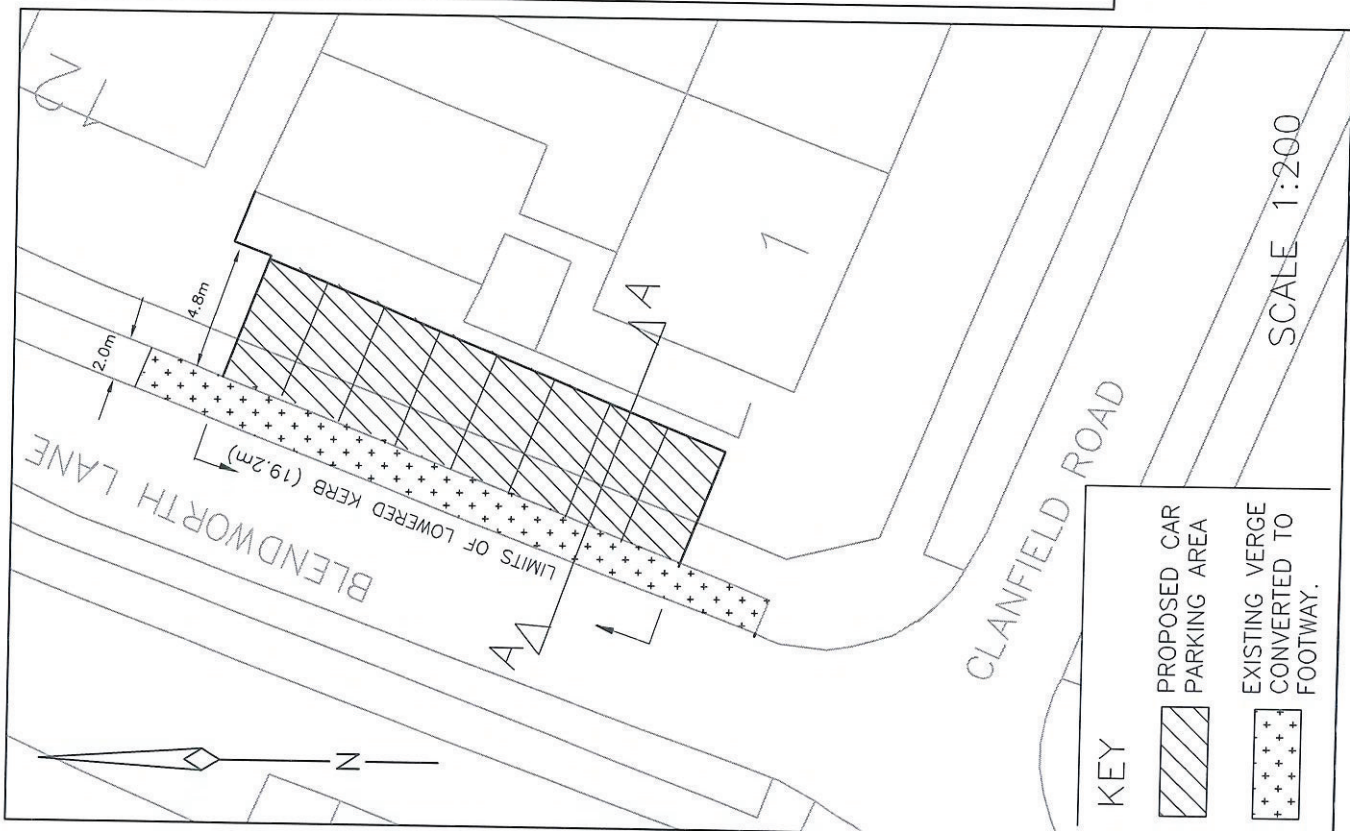 12
2.0m
4.8m
BLENDWORTH LANE
LIMITS OF LOWERED KERB (19.2m)
A
A
1
N
CLANFIELD ROAD
SCALE 1:200
KEY
PROPOSED CAR
PARKING AREA
EXISTING VERGE
CONVERTED TO
FOOTWAY.